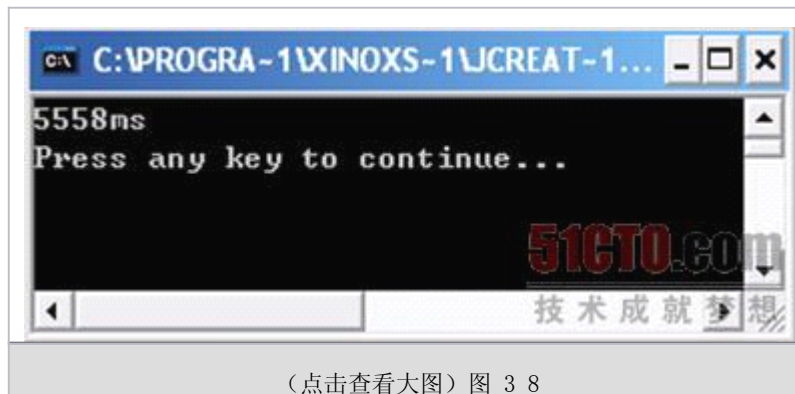 C:\PROGRA~1\XINOXS~1\JCREAT~1...
5558ms
Press any key to continue...
51CTO.com
技术成就梦想
（点击查看大图）图 3 8